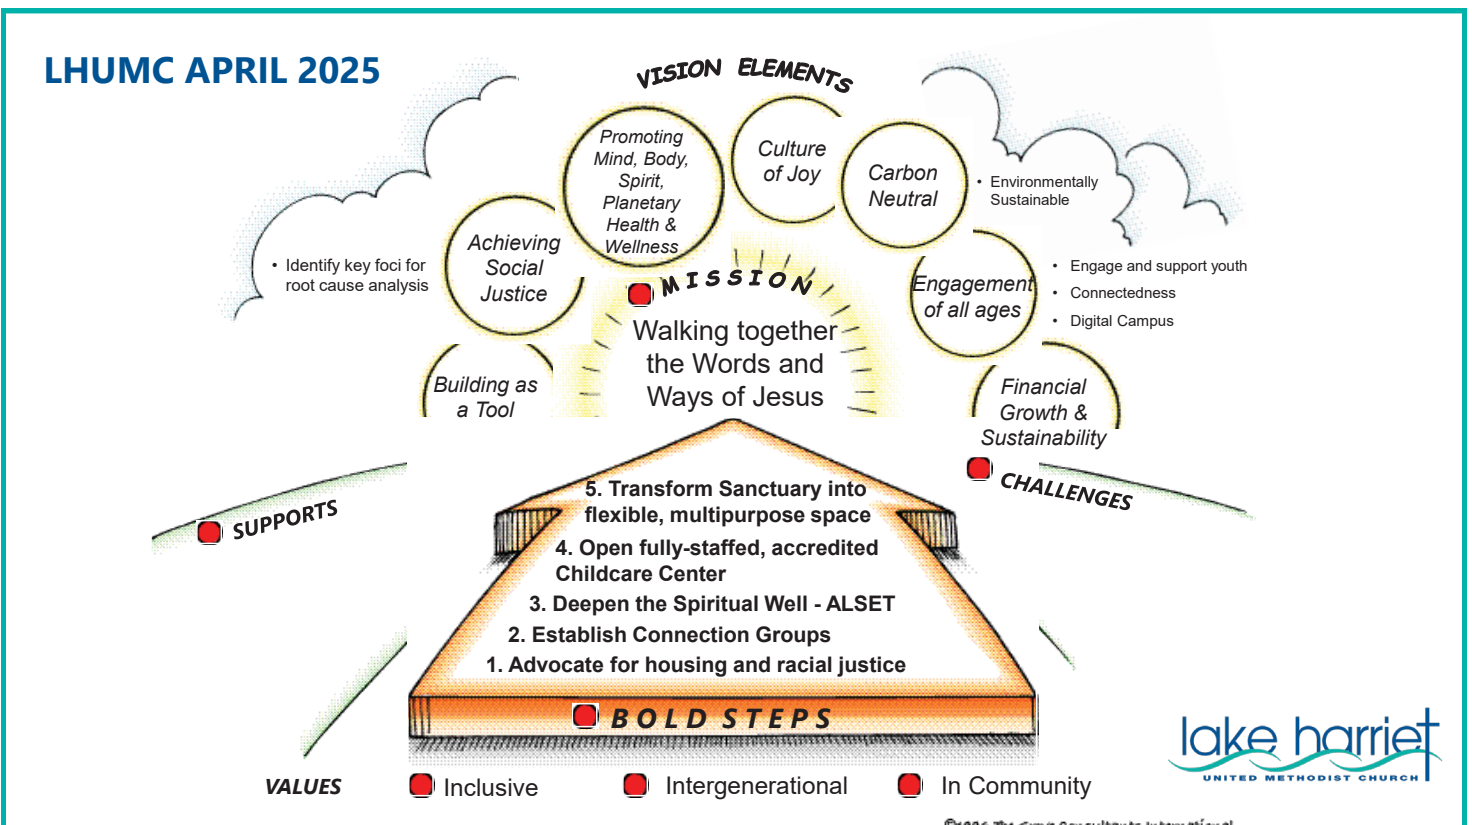 LHUMC APRIL 2025
VISION ELEMENTS
Promoting
Mind, Body,
Spirit,
Planetary
Health &
Wellness
Culture
of Joy
Carbon
Neutral
• Environmentally
Sustainable
Achieving
Social
Justice
• Identify key foci for
root cause analysis
Engagement
of all ages
• Engage and support youth
• Connectedness
• Digital Campus
Building as
a Tool
Financial
Growth &
Sustainability
MISSION
Walking together
the Words and
Ways of Jesus
SUPPORTS
CHALLENGES
5. Transform Sanctuary into
flexible, multipurpose space
4. Open fully-staffed, accredited
Childcare Center
3. Deepen the Spiritual Well - ALSET
2. Establish Connection Groups
1. Advocate for housing and racial justice
BOLD STEPS
VALUES
Inclusive
Intergenerational
In Community
lake harriet
UNITED METHODIST CHURCH